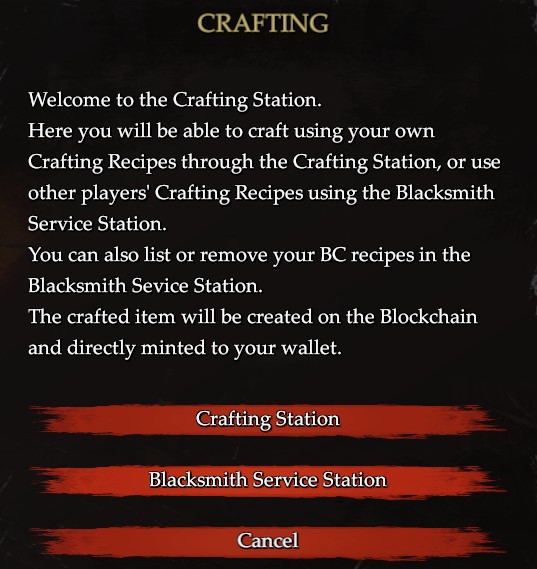 CRAFTING
Welcome to the Crafting Station.
Here you will be able to craft using your own
Crafting Recipes through the Crafting Station, or use
other players' Crafting Recipes using the Blacksmith
Service Station.
You can also list or remove your BC recipes in the
Blacksmith Sevice Station.
The crafted item will be created on the Blockchain
and directly minted to your wallet.
Crafting Station
Blacksmith Service Station
Cancel